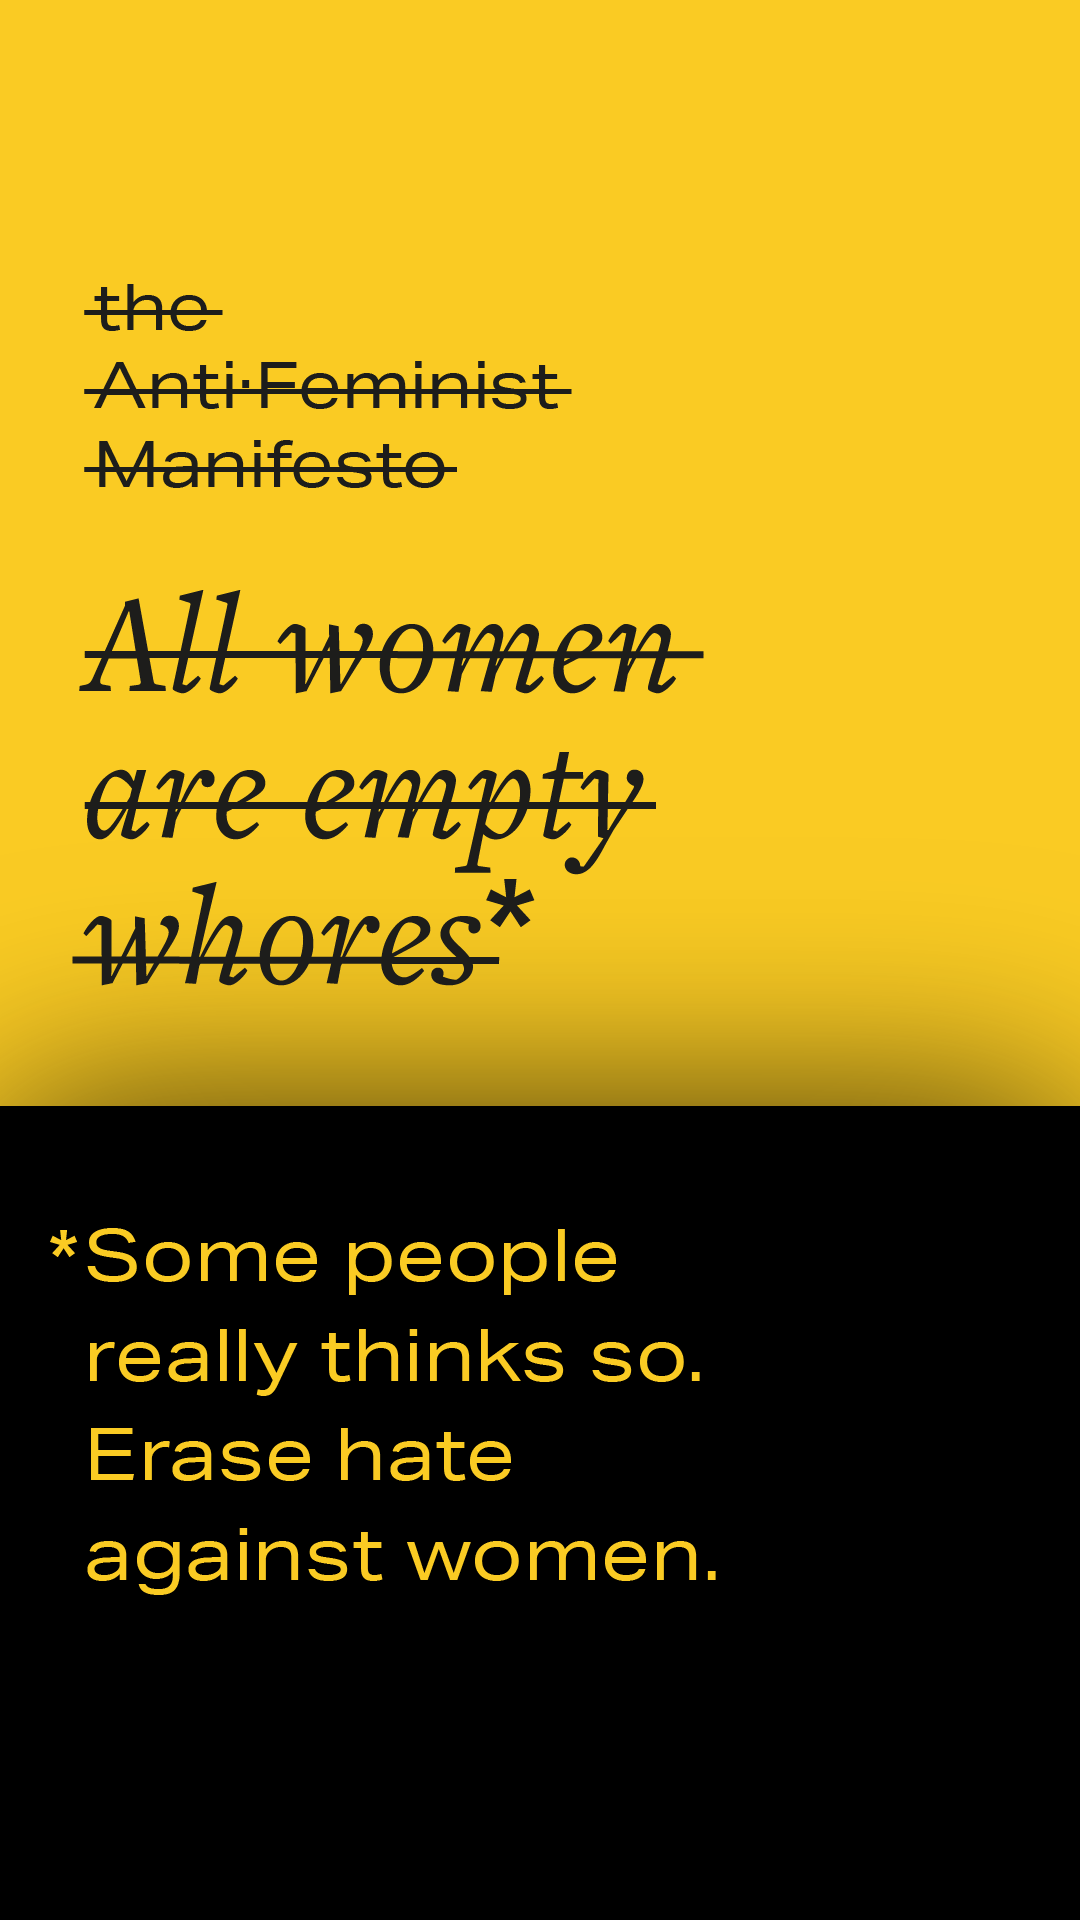 the
Anti·Feminist
Manifesto
All women
are empty
whores*
*Some people
really thinks so.
Erase hate
against women.